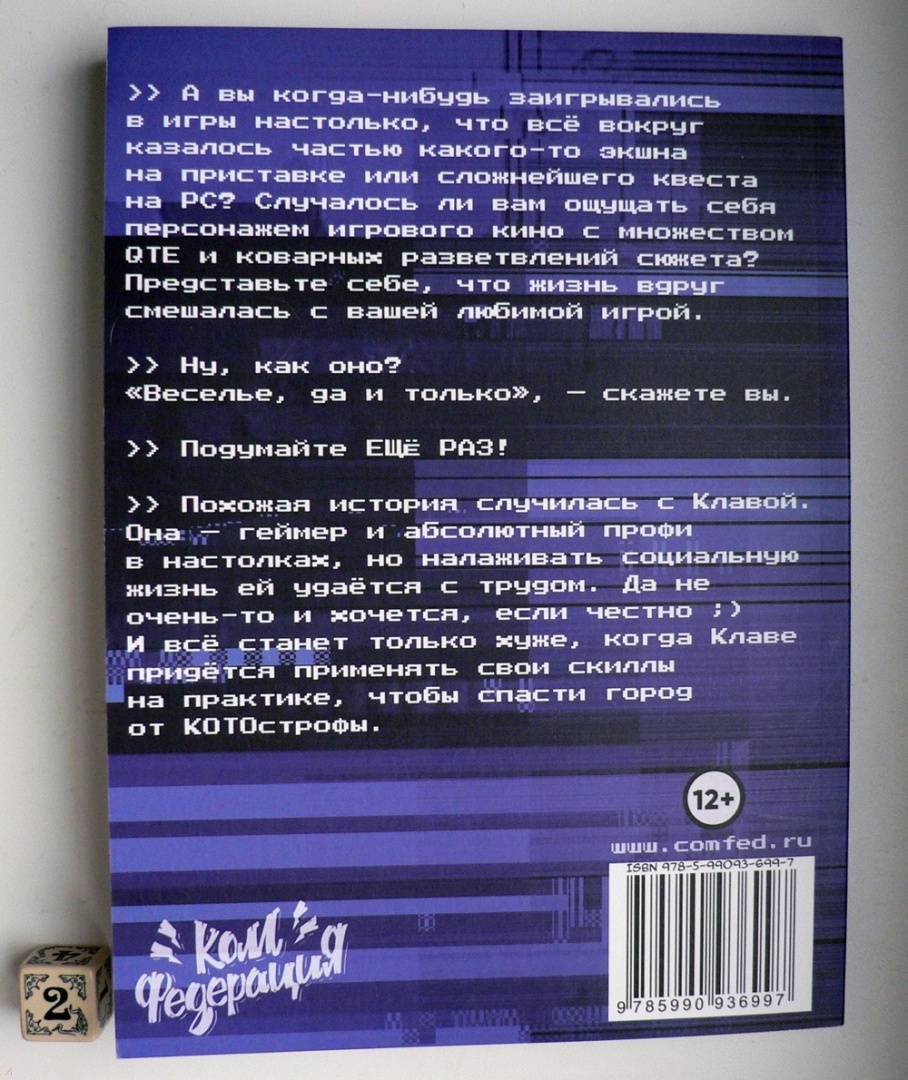 >> А вы когда-нибудь заигрывались
в игры настолько, что всё вокруг
казалось частью какого-то экшна
на приставке или сложнейшего квеста
на PC? Случалось ли вам ощущать себя
персонажем игрового кино с множеством
QTE и коварных разветвлений сюжета?
Представьте себе, что жизнь вдруг
смешалась с вашей любимой игрой.
>> Ну, как оно?
«Веселье, да и только», — скажете вы.
>> Подумайте ЕЩЁ РАЗ!
>> Похожая история случилась с Клавой.
Она — геймер и абсолютный профи
в настолках, но налаживать социальную
жизнь ей удаётся с трудом. Да не
очень-то и хочется, если честно ;)
И всё станет только хуже, когда Клаве
придётся применять свои скиллы
на практике, чтобы спасти город
от КОТОстрофы.
12+
www.comfed.ru
ISBN 978-5-99093-699-7
9 785990 936997
Комфедерация
2